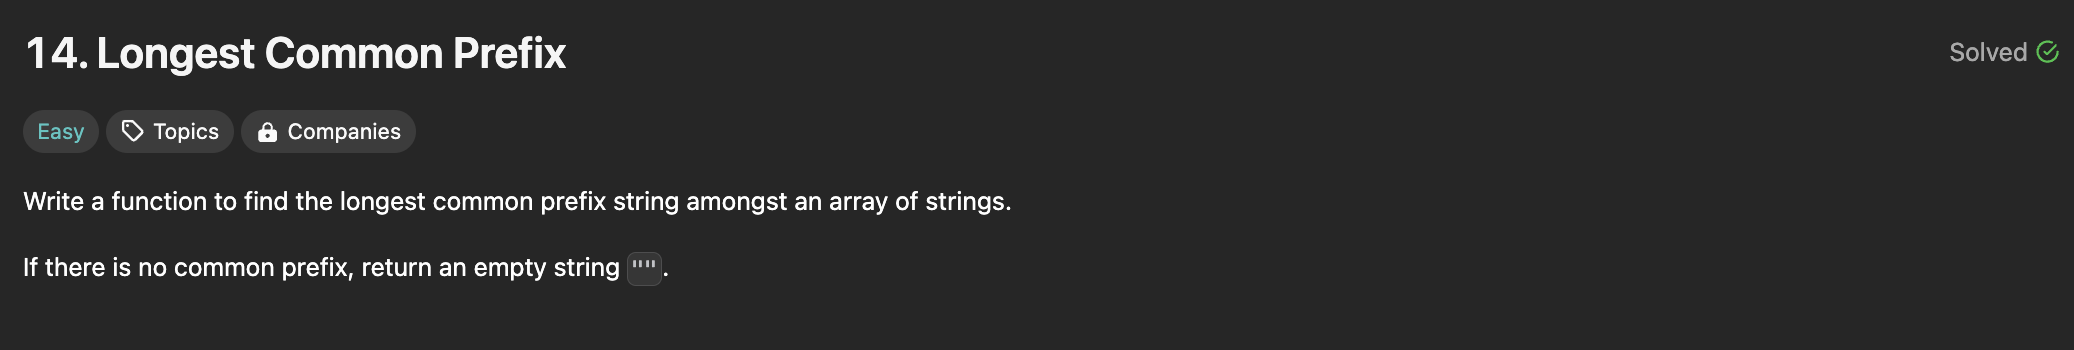 14. Longest Common Prefix
Solved
Easy
Topics
Companies
Write a function to find the longest common prefix string amongst an array of strings.
If there is no common prefix, return an empty string "".